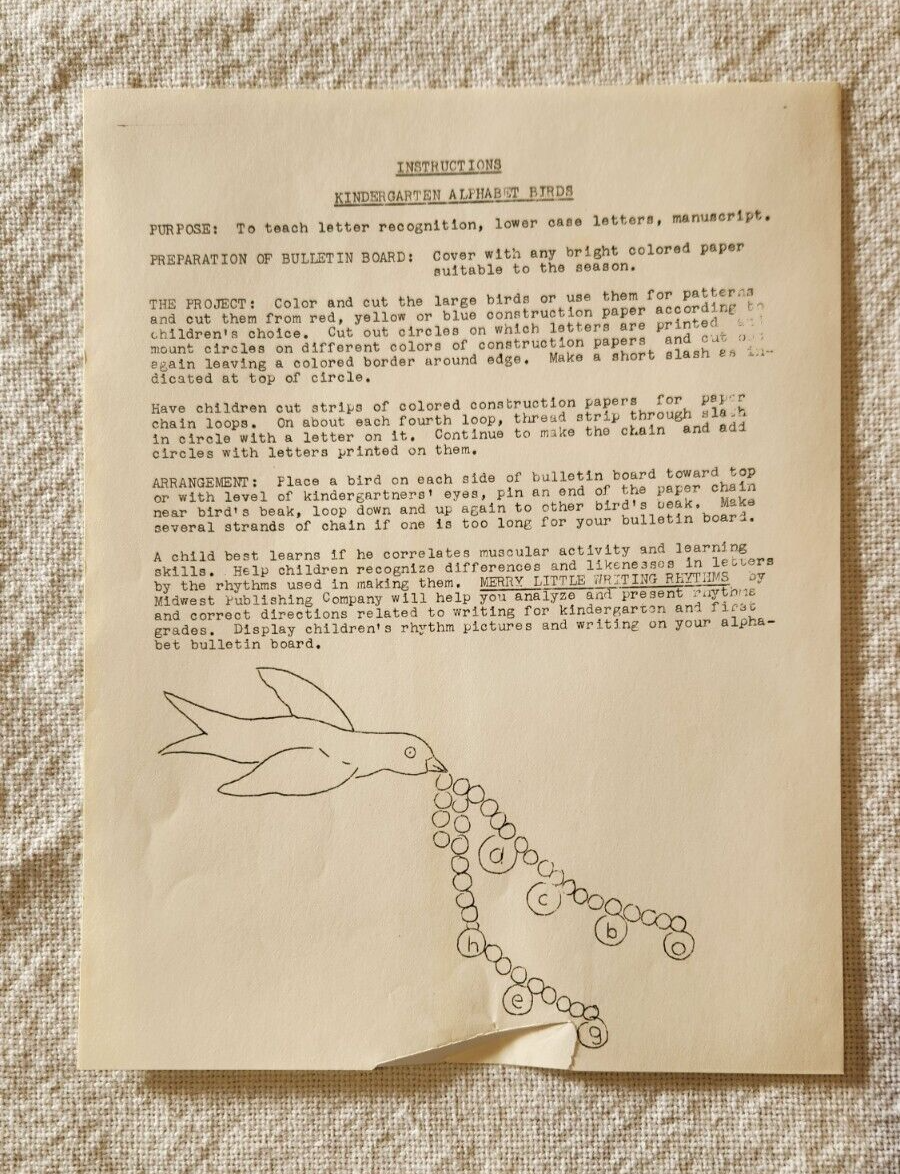 INSTRUCTIONS
KINDERGARTEN ALPHABET BIRDS
PURPOSE: To teach letter recognition, lower case letters, manuscript.
PREPARATION OF BULLETIN BOARD: Cover with any bright colored paper
suitable to the season.
THE PROJECT: Color and cut the large birds or use them for patterns
and cut them from red, yellow or blue construction paper according to
children's choice. Cut out circles on which letters are printed and
mount circles on different colors of construction papers and cut out
again leaving a colored border around edge. Make a short slash as in-
dicated at top of circle.
Have children cut strips of colored construction papers for paper
chain loops. On about each fourth loop, thread strip through slash
in circle with a letter on it. Continue to make the chain and add
circles with letters printed on them.
ARRANGEMENT: Place a bird on each side of bulletin board toward top
or with level of kindergartners' eyes, pin an end of the paper chain
near bird's beak, loop down and up again to other bird's beak. Make
several strands of chain if one is too long for your bulletin board.
A child best learns if he correlates muscular activity and learning
skills. Help children recognize differences and likenesses in letters
by the rhythms used in making them. MERRY LITTLE WRITING RHYTHMS by
Midwest Publishing Company will help you analyze and present rhythms
and correct directions related to writing for kindergarten and first
grades. Display children's rhythm pictures and writing on your alpha-
bet bulletin board.
d
c
b
o
h
e
g